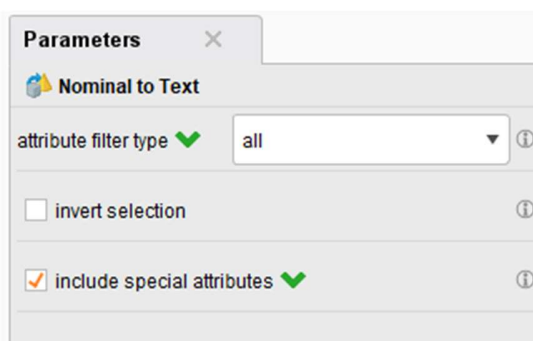 Parameters
Nominal to Text
attribute filter type all
invert selection
include special attributes